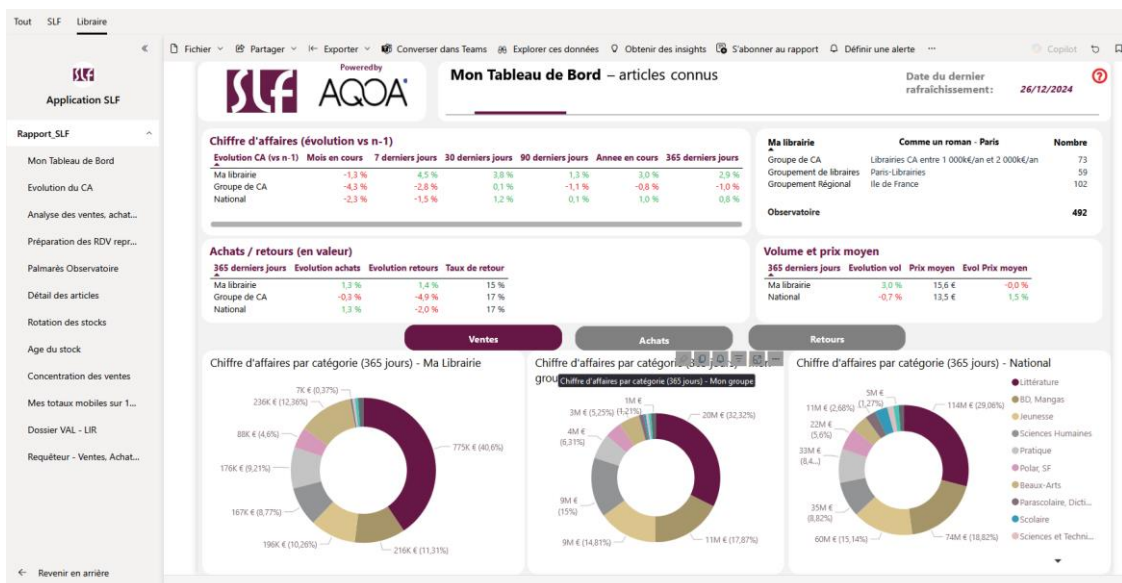 Tout SLF Libraire
Fichier Partager Exporter Converser dans Teams Explorer ces données Obtenir des insights S'abonner au rapport Définir une alerte ... Copilot
SLF
Application SLF
Rapport_SLF
Mon Tableau de Bord
Evolution du CA
Analyse des ventes, achat...
Préparation des RDV repr...
Palmarès Observatoire
Détail des articles
Rotation des stocks
Age du stock
Concentration des ventes
Mes totaux mobiles sur 1...
Dossier VAL - LIR
Requêteur - Ventes, Achat...
Revenir en arrière
SLF
Poweredby
AQOA
Mon Tableau de Bord – articles connus
Date du dernier
rafraîchissement: 26/12/2024
Chiffre d'affaires (évolution vs n-1)
Evolution CA (vs n-1) Mois en cours 7 derniers jours 30 derniers jours 90 derniers jours Annee en cours 365 derniers jours
Ma librairie -1,3 % 4,5 % 3,8 % 1,3 % 3,0 % 2,9 %
Groupe de CA -4,3 % -2,8 % 0,1 % -1,1 % -0,8 % -1,0 %
National -2,3 % -1,5 % 1,2 % 0,1 % 1,0 % 0,8 %
Ma librairie Comme un roman - Paris Nombre
Groupe de CA Librairies CA entre 1 000k€/an et 2 000k€/an 73
Groupement de libraires Paris-Librairies 59
Groupement Régional Ile de France 102
Observatoire 492
Achats / retours (en valeur)
365 derniers jours Evolution achats Evolution retours Taux de retour
Ma librairie 1,3 % 1,4 % 15 %
Groupe de CA -0,3 % -4,9 % 17 %
National 1,3 % -2,0 % 17 %
Volume et prix moyen
365 derniers jours Evolution vol Prix moyen Evol Prix moyen
Ma librairie 3,0 % 15,6 € -0,0 %
National -0,7 % 13,5 € 1,5 %
Ventes Achats Retours
Chiffre d'affaires par catégorie (365 jours) - Ma Librairie
7K € (0,37%)
236K € (12,36%)
88K € (4,6%)
176K € (9,21%)
167K € (8,77%)
196K € (10,26%)
216K € (11,31%)
775K € (40,6%)
Chiffre d'affaires par catégorie (365 jours) - Mon
grou
Chiffre d'affaires par catégorie (365 jours) - Mon groupe
1M €
3M € (5,25%) (1,21%)
4M €
(6,31%)
9M €
(15%)
9M € (14,81%)
11M € (17,87%)
20M € (32,32%)
Chiffre d'affaires par catégorie (365 jours) - National
5M €
11M € (2,68%) (1,27%)
22M €
(5,6%)
33M €
(8,4...)
35M €
(8,82%)
60M € (15,14%)
74M € (18,82%)
114M € (29,06%)
Littérature
BD, Mangas
Jeunesse
Sciences Humaines
Pratique
Polar, SF
Beaux-Arts
Parascolaire, Dicti...
Scolaire
Sciences et Techni...